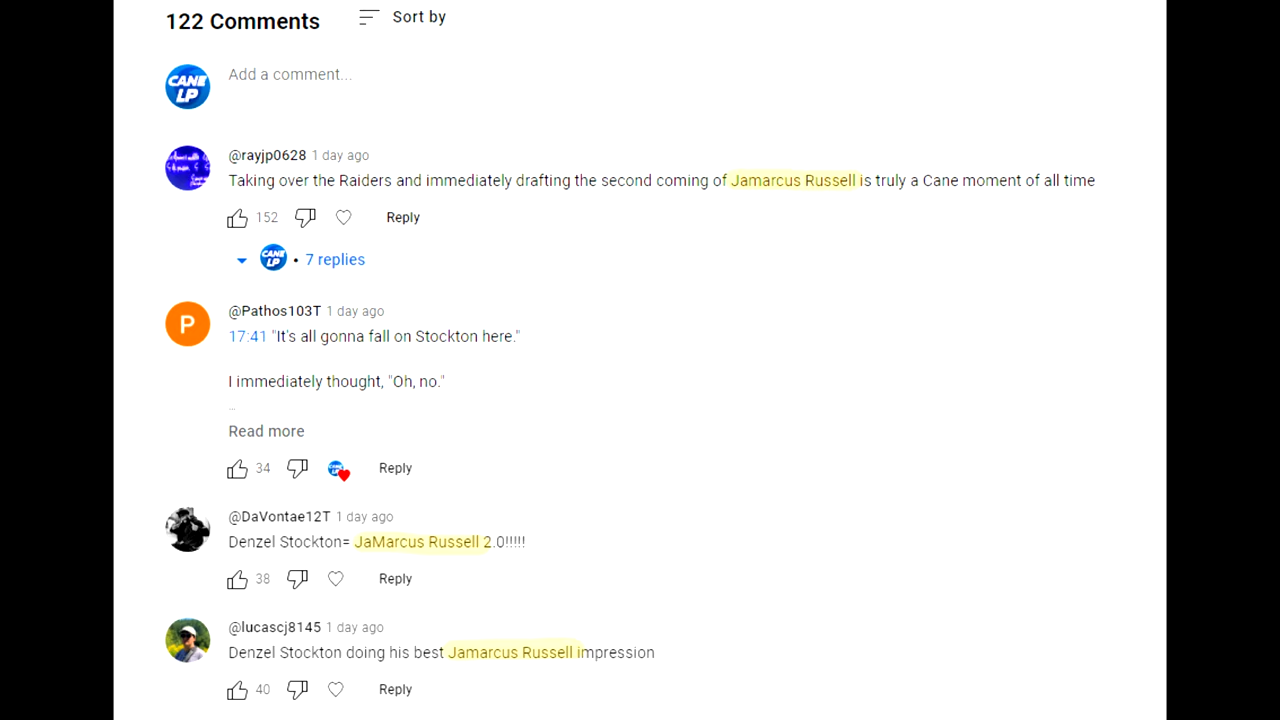 122 Comments
Sort by
CANE LP
Add a comment...
@rayjp0628 1 day ago
Taking over the Raiders and immediately drafting the second coming of Jamarcus Russell is truly a Cane moment of all time
152
Reply
CANE LP
• 7 replies
P
@Pathos103T 1 day ago
17:41 "It's all gonna fall on Stockton here."
I immediately thought, "Oh, no."
...
Read more
34
Reply
@DaVontae12T 1 day ago
Denzel Stockton= JaMarcus Russell 2.0!!!!!
38
Reply
@lucascj8145 1 day ago
Denzel Stockton doing his best Jamarcus Russell impression
40
Reply